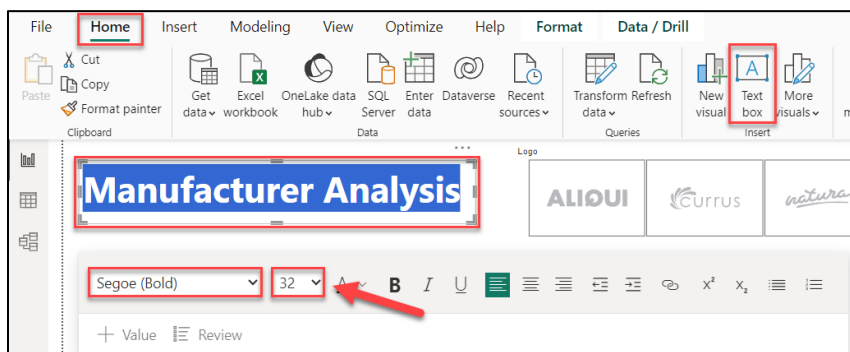 File Home Insert Modeling View Optimize Help Format Data / Drill
Paste
Cut
Copy
Format painter
Clipboard
Get data
Excel workbook
OneLake data hub
SQL Server
Enter data
Dataverse
Recent sources
Data
Transform data
Refresh
Queries
New visual
A
Text box
More visuals
Insert
Logo
Manufacturer Analysis
ALIQUI
Currus
natura
Segoe (Bold) 32 A B I U x² x₂
+ Value Review